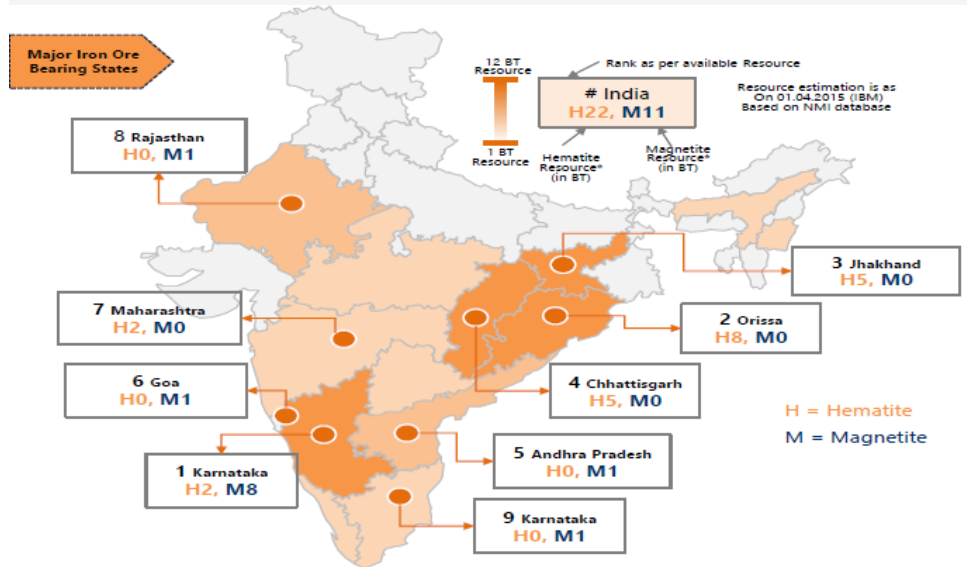 Major Iron Ore
Bearing States
12 BT
Resource
1 BT
Resource
Rank as per available Resource
# India
H22, M11
Hematite
Resource*
(in BT)
Magnetite
Resource*
(in BT)
Resource estimation is as
On 01.04.2015 (IBM)
Based on NMI database
8 Rajasthan
H0, M1
3 Jhakhand
H5, M0
7 Maharashtra
H2, M0
2 Orissa
H8, M0
6 Goa
H0, M1
4 Chhattisgarh
H5, M0
H = Hematite
M = Magnetite
1 Karnataka
H2, M8
5 Andhra Pradesh
H0, M1
9 Karnataka
H0, M1